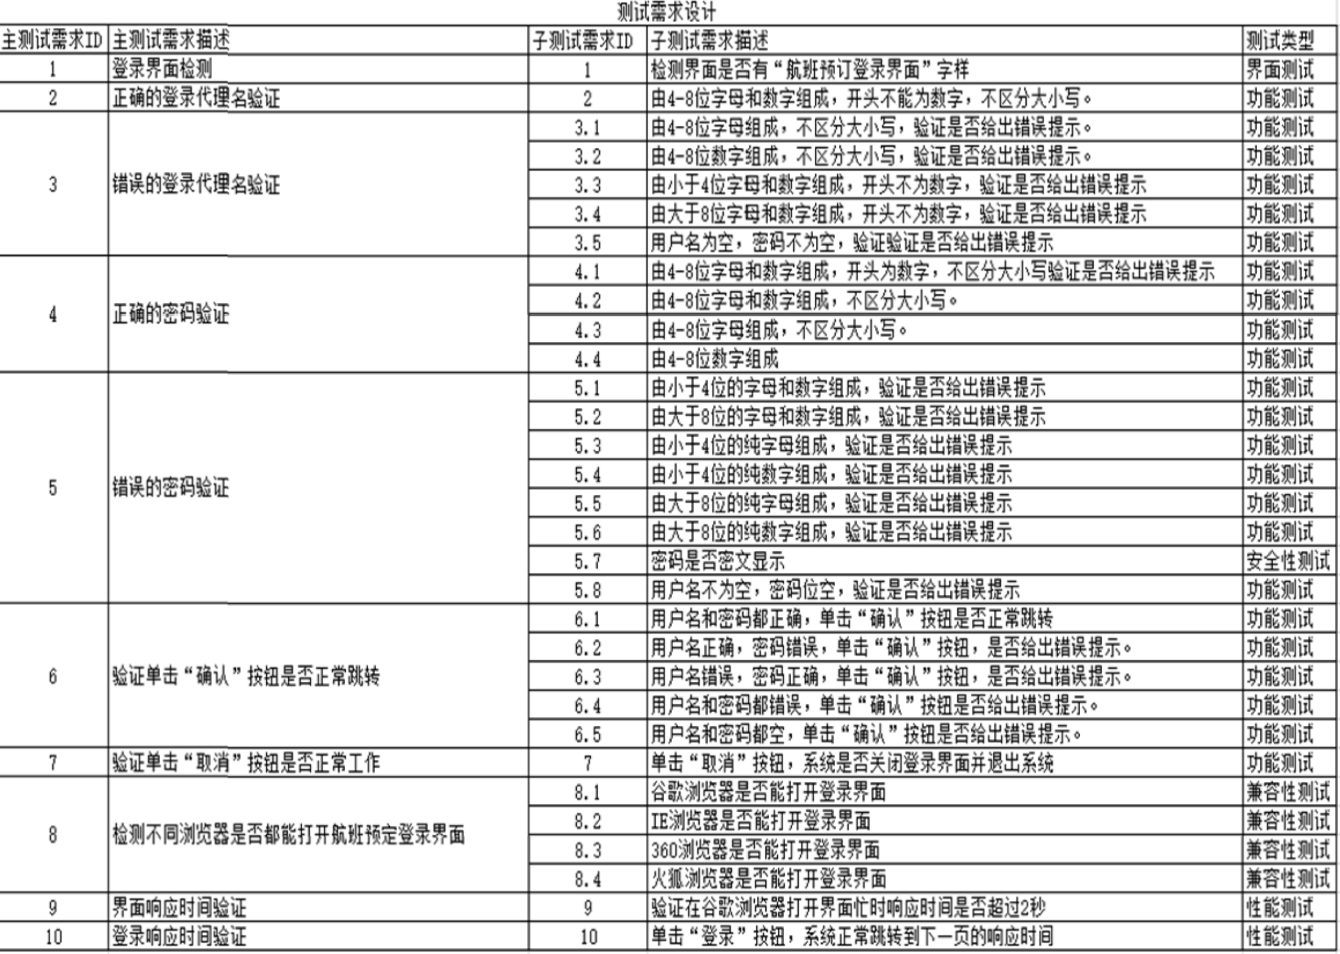 测试需求设计
主测试需求ID 主测试需求描述 子测试需求ID 子测试需求描述 测试类型
1 登录界面检测 1 检测界面是否有“航班预订登录界面”字样 界面测试
2 正确的登录代理名验证 2 由4-8位字母和数字组成，开头不能为数字，不区分大小写。 功能测试
3 错误的登录代理名验证 3.1 由4-8位字母组成，不区分大小写，验证是否给出错误提示。 功能测试
3.2 由4-8位数字组成，不区分大小写，验证是否给出错误提示。 功能测试
3.3 由小于4位字母和数字组成，开头不为数字，验证是否给出错误提示 功能测试
3.4 由大于8位字母和数字组成，开头不为数字，验证是否给出错误提示 功能测试
3.5 用户名为空，密码不为空，验证验证是否给出错误提示 功能测试
4 正确的密码验证 4.1 由4-8位字母和数字组成，开头为数字，不区分大小写验证是否给出错误提示 功能测试
4.2 由4-8位字母和数字组成，不区分大小写。 功能测试
4.3 由4-8位字母组成，不区分大小写。 功能测试
4.4 由4-8位数字组成 功能测试
5 错误的密码验证 5.1 由小于4位的字母和数字组成，验证是否给出错误提示 功能测试
5.2 由大于8位的字母和数字组成，验证是否给出错误提示 功能测试
5.3 由小于4位的纯字母组成，验证是否给出错误提示 功能测试
5.4 由小于4位的纯数字组成，验证是否给出错误提示 功能测试
5.5 由大于8位的纯字母组成，验证是否给出错误提示 功能测试
5.6 由大于8位的纯数字组成，验证是否给出错误提示 功能测试
5.7 密码是否密文显示 安全性测试
5.8 用户名不为空，密码位空，验证是否给出错误提示 功能测试
6 验证单击“确认”按钮是否正常跳转 6.1 用户名和密码都正确，单击“确认”按钮是否正常跳转 功能测试
6.2 用户名正确，密码错误，单击“确认”按钮，是否给出错误提示。 功能测试
6.3 用户名错误，密码正确，单击“确认”按钮，是否给出错误提示。 功能测试
6.4 用户名和密码都错误，单击“确认”按钮是否给出错误提示。 功能测试
6.5 用户名和密码都空，单击“确认”按钮是否给出错误提示。 功能测试
7 验证单击“取消”按钮是否正常工作 7 单击“取消”按钮，系统是否关闭登录界面并退出系统 功能测试
8 检测不同浏览器是否都能打开航班预定登录界面 8.1 谷歌浏览器是否能打开登录界面 兼容性测试
8.2 IE浏览器是否能打开登录界面 兼容性测试
8.3 360浏览器是否能打开登录界面 兼容性测试
8.4 火狐浏览器是否能打开登录界面 兼容性测试
9 界面响应时间验证 9 验证在谷歌浏览器打开界面忙时响应时间是否超过2秒 性能测试
10 登录响应时间验证 10 单击“登录”按钮，系统正常跳转到下一页的响应时间 性能测试